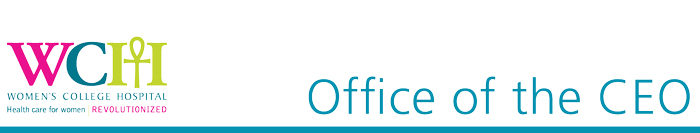 WCH
WOMEN'S COLLEGE HOSPITAL
Health care for women | REVOLUTIONIZED
Office of the CEO